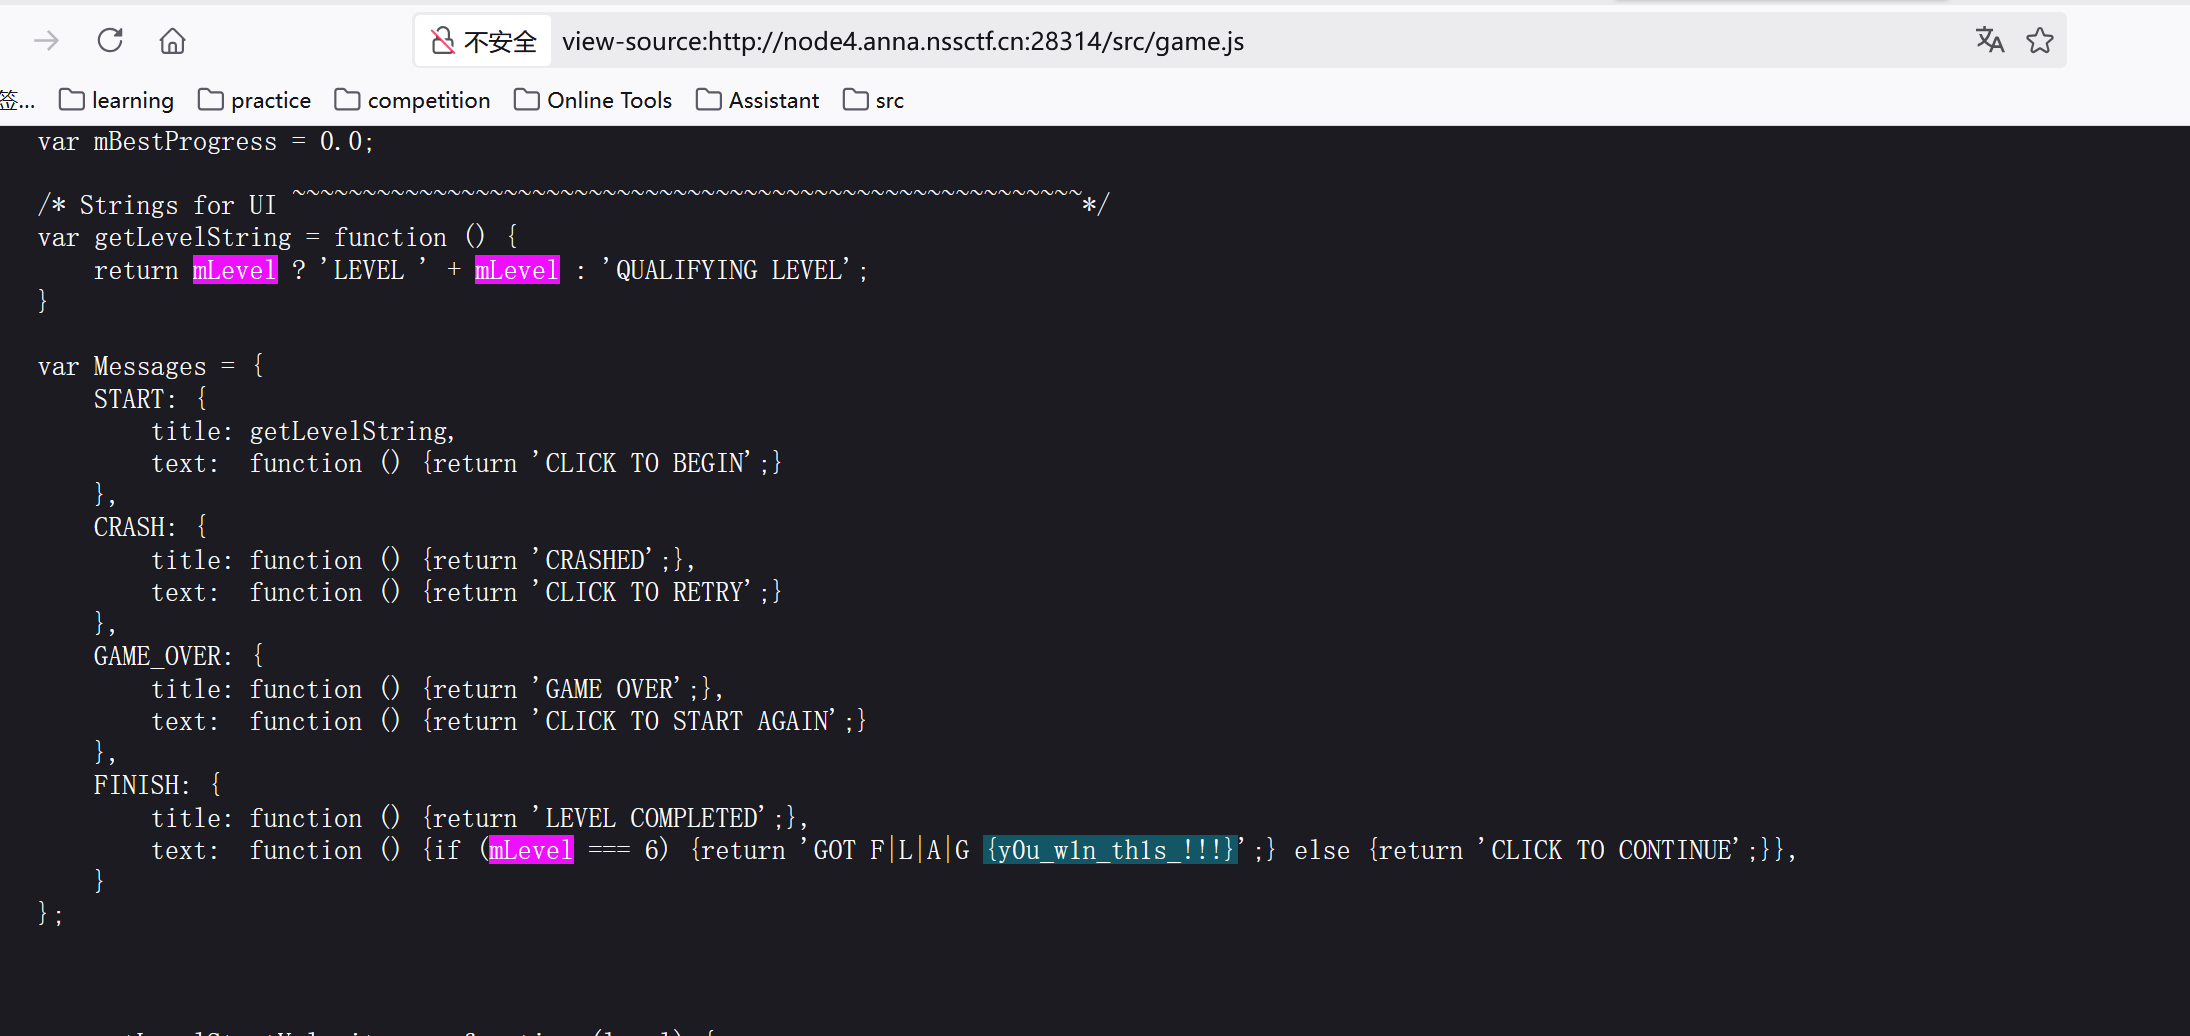 不安全 view-source:http://node4.anna.nssctf.cn:28314/src/game.js
签... learning practice competition Online Tools Assistant src
var mBestProgress = 0.0;
/* Strings for UI ~~~~~~~~~~~~~~~~~~~~~~~~~~~~~~~~~~~~~~~~~~~~~~~~~~~~~~~~*/
var getLevelString = function () {
    return mLevel ? 'LEVEL ' + mLevel : 'QUALIFYING LEVEL';
}
var Messages = {
    START: {
        title: getLevelString,
        text:  function () {return 'CLICK TO BEGIN';}
    },
    CRASH: {
        title: function () {return 'CRASHED';},
        text:  function () {return 'CLICK TO RETRY';}
    },
    GAME_OVER: {
        title: function () {return 'GAME OVER';},
        text:  function () {return 'CLICK TO START AGAIN';}
    },
    FINISH: {
        title: function () {return 'LEVEL COMPLETED';},
        text:  function () {if (mLevel === 6) {return 'GOT F|L|A|G {y0u_w1n_th1s_!!!}';} else {return 'CLICK TO CONTINUE';}},
    }
};